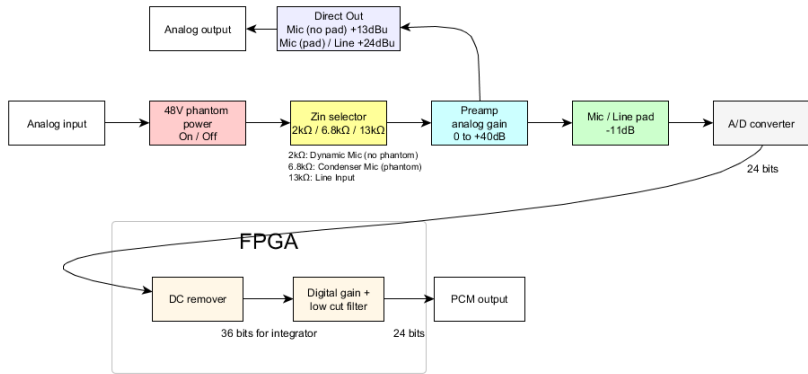 Analog output
Direct Out
Mic (no pad) +13dBu
Mic (pad) / Line +24dBu
Analog input
48V phantom
power
On / Off
Zin selector
2kΩ / 6.8kΩ / 13kΩ
Preamp
analog gain
0 to +40dB
Mic / Line pad
-11dB
A/D converter
2kΩ: Dynamic Mic (no phantom)
6.8kΩ: Condenser Mic (phantom)
13kΩ: Line Input
24 bits
FPGA
DC remover
Digital gain +
low cut filter
PCM output
36 bits for integrator
24 bits